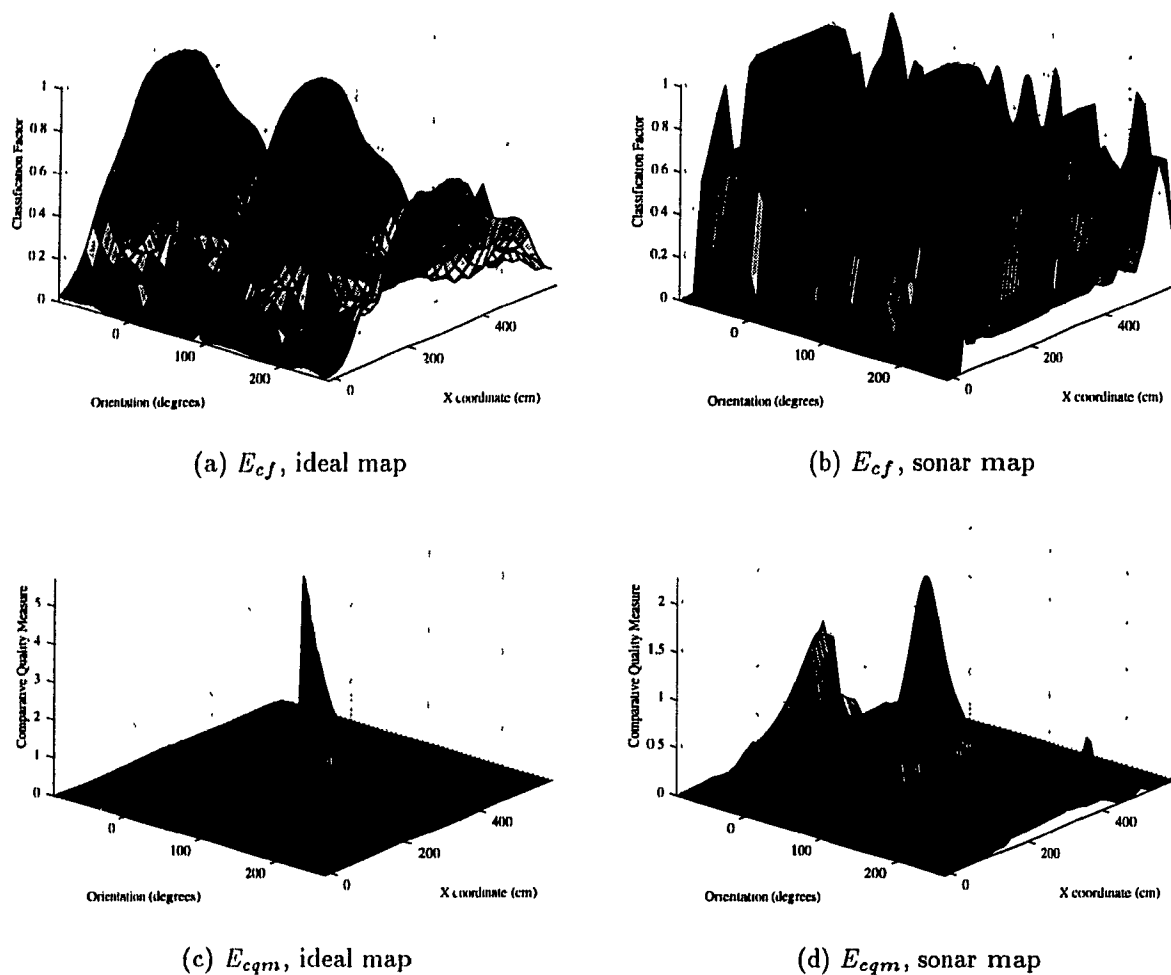 Classification Factor
1
0.8
0.6
0.4
0.2
0
0
100
200
Orientation (degrees)
0
200
400
X coordinate (cm)
(a) Ecf, ideal map
Classification Factor
1
0.8
0.6
0.4
0.2
0
0
100
200
Orientation (degrees)
0
200
400
X coordinate (cm)
(b) Ecf, sonar map
Comparative Quality Measure
5
4
3
2
1
0
0
100
200
Orientation (degrees)
0
200
400
X coordinate (cm)
(c) Ecqm, ideal map
Comparative Quality Measure
2
1.5
1
0.5
0
0
100
200
Orientation (degrees)
0
200
400
X coordinate (cm)
(d) Ecqm, sonar map